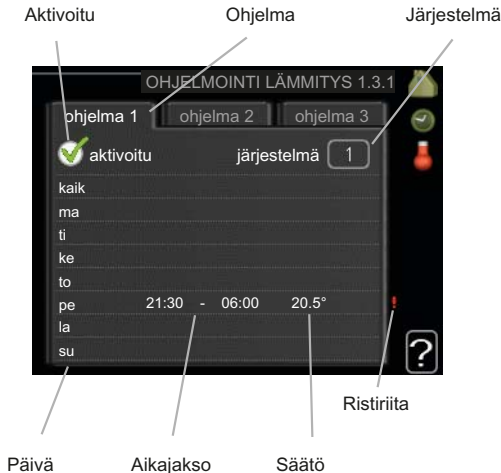 Aktivoitu Ohjelma Järjestelmä
OHJELMOINTI LÄMMITYS 1.3.1
ohjelma 1 ohjelma 2 ohjelma 3
aktivoitu järjestelmä 1
kaik
ma
ti
ke
to
pe 21:30 - 06:00 20.5° !
la
su
?
Ristiriita
Päivä Aikajakso Säätö